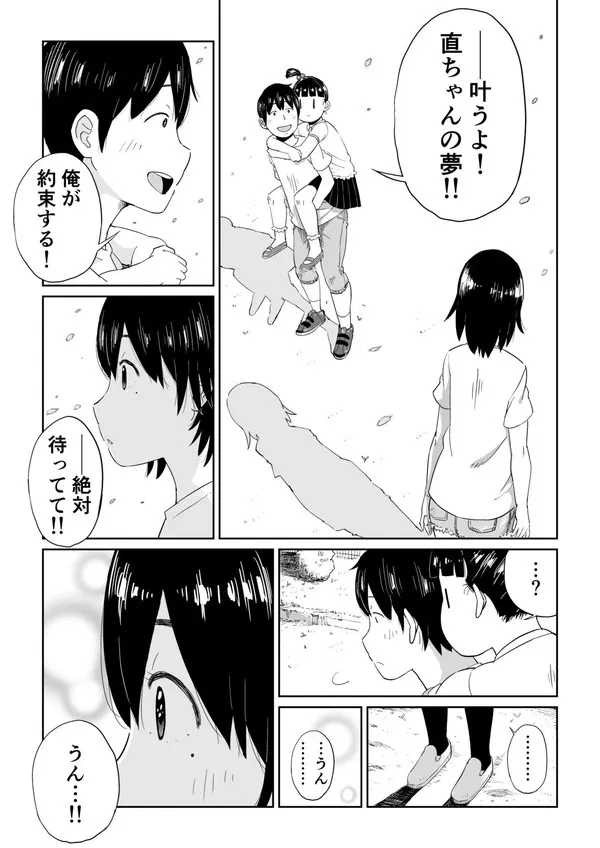 ――叶うよ！
直ちゃんの夢!!
俺が
約束する！
――絶対
待ってて!!
…？
………
…うん
………
うん…!!